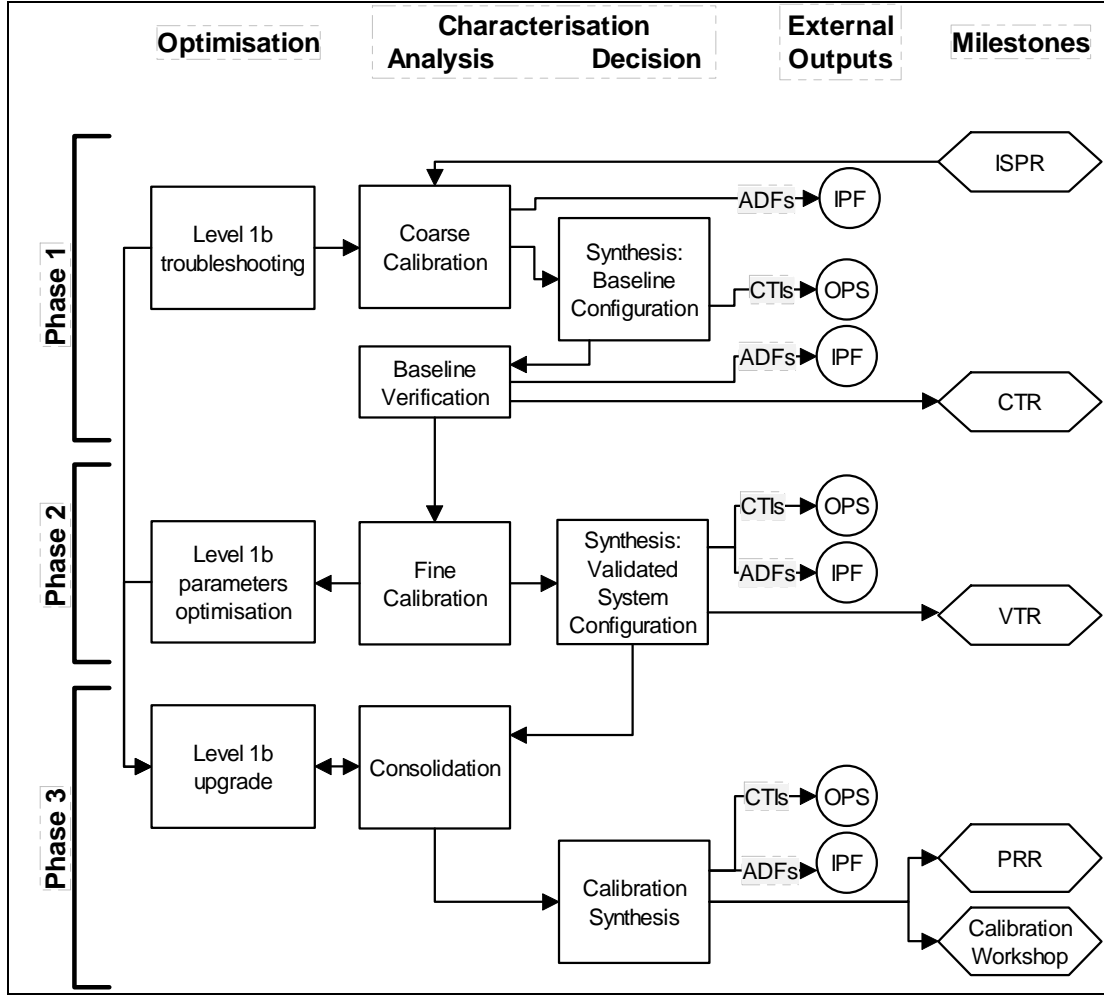 Optimisation
Characterisation
Analysis
Decision
External
Outputs
Milestones
Phase 1
ISPR
Level 1b
troubleshooting
Coarse
Calibration
ADFs
IPF
Synthesis:
Baseline
Configuration
CTIs
OPS
Baseline
Verification
ADFs
IPF
CTR
Phase 2
Level 1b
parameters
optimisation
Fine
Calibration
Synthesis:
Validated
System
Configuration
CTIs
OPS
ADFs
IPF
VTR
Phase 3
Level 1b
upgrade
Consolidation
Calibration
Synthesis
CTIs
OPS
ADFs
IPF
PRR
Calibration
Workshop